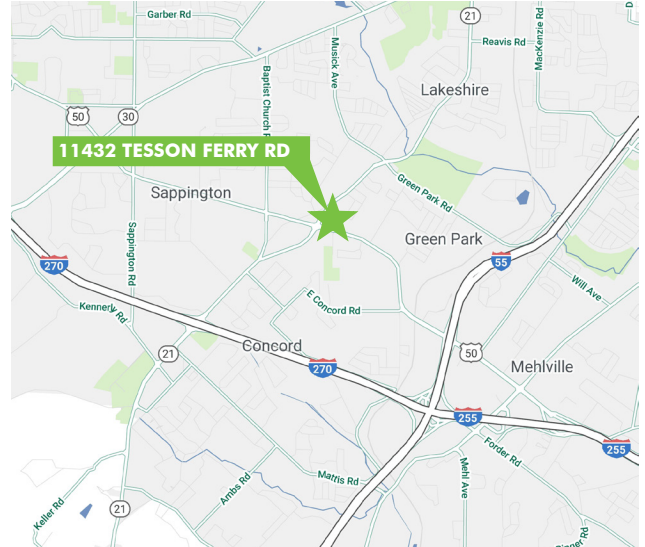 Garber Rd
21
Reavis Rd
MacKenzie Rd
Musick Ave
Lakeshire
Baptist Church R
50
30
11432 TESSON FERRY RD
Sappington
Green Park Rd
Sappington Rd
Green Park
270
55
Will Ave
Kennerly Rd
E Concord Rd
21
Concord
270
50
Mehlville
255
255
Forder Rd
Mehl Ave
Mattis Rd
Ambs Rd
Keller Rd
21